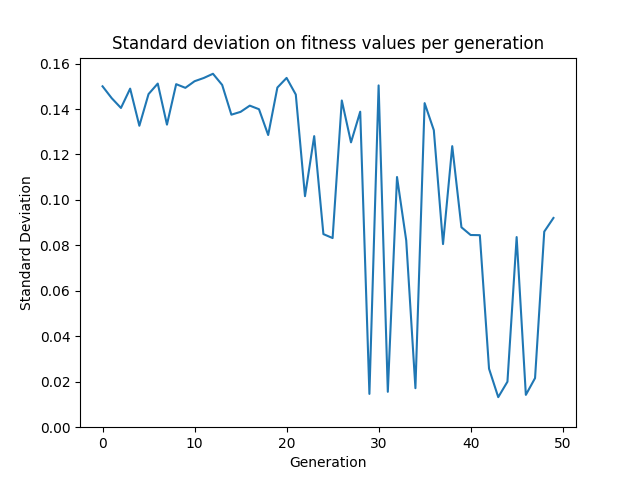 Standard deviation on fitness values per generation
0.16
0.14
0.12
0.10
0.08
0.06
0.04
0.02
0.00
Standard Deviation
0 10 20 30 40 50
Generation